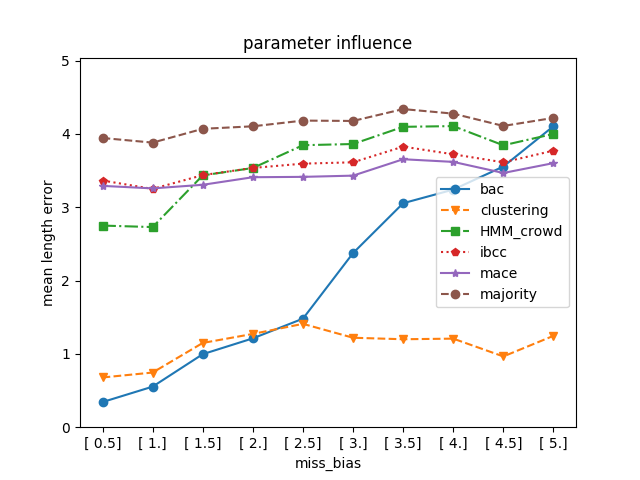 parameter influence
mean length error
5
4
3
2
1
0
bac
clustering
HMM_crowd
ibcc
mace
majority
[ 0.5] [ 1.] [ 1.5] [ 2.] [ 2.5] [ 3.] [ 3.5] [ 4.] [ 4.5] [ 5.]
miss_bias